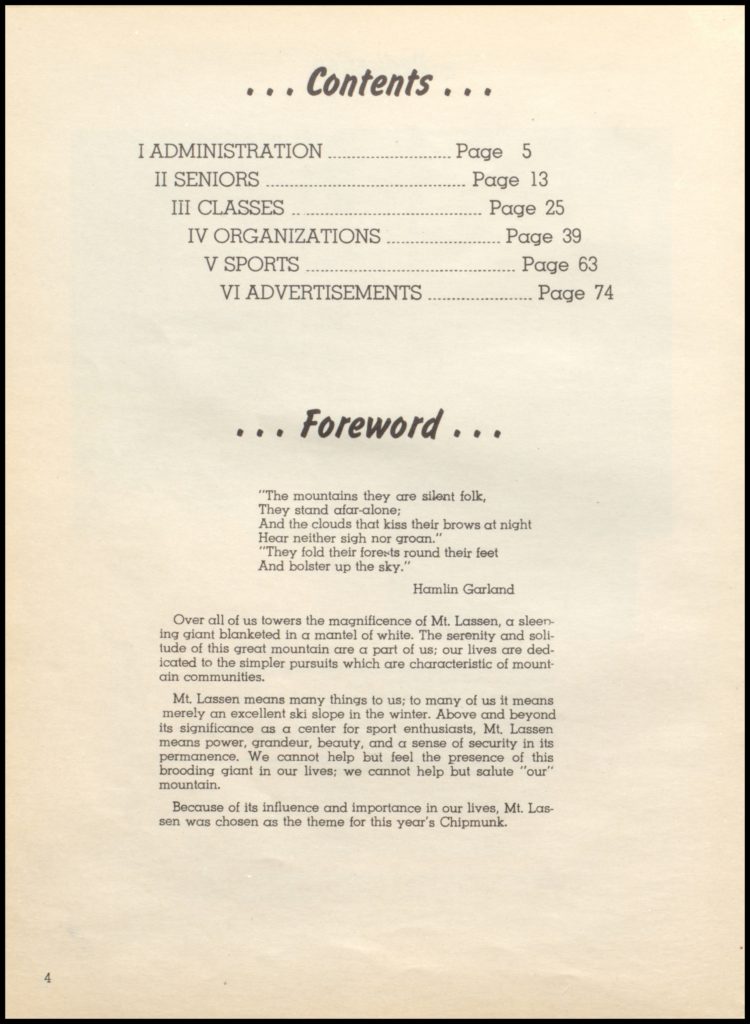 . . . Contents . . .
I ADMINISTRATION ........................... Page 5
II SENIORS ............................................ Page 13
III CLASSES .. ....................................... Page 25
IV ORGANIZATIONS ......................... Page 39
V SPORTS .............................................. Page 63
VI ADVERTISEMENTS ....................... Page 74
. . . Foreword . . .
"The mountains they are silent folk,
They stand afar-alone;
And the clouds that kiss their brows at night
Hear neither sigh nor groan."
"They fold their forests round their feet
And bolster up the sky."
Hamlin Garland
Over all of us towers the magnificence of Mt. Lassen, a sleep-
ing giant blanketed in a mantel of white. The serenity and soli-
tude of this great mountain are a part of us; our lives are ded-
icated to the simpler pursuits which are characteristic of mount-
ain communities.
Mt. Lassen means many things to us; to many of us it means
merely an excellent ski slope in the winter. Above and beyond
its significance as a center for sport enthusiasts, Mt. Lassen
means power, grandeur, beauty, and a sense of security in its
permanence. We cannot help but feel the presence of this
brooding giant in our lives; we cannot help but salute "our"
mountain.
Because of its influence and importance in our lives, Mt. Las-
sen was chosen as the theme for this year's Chipmunk.
4